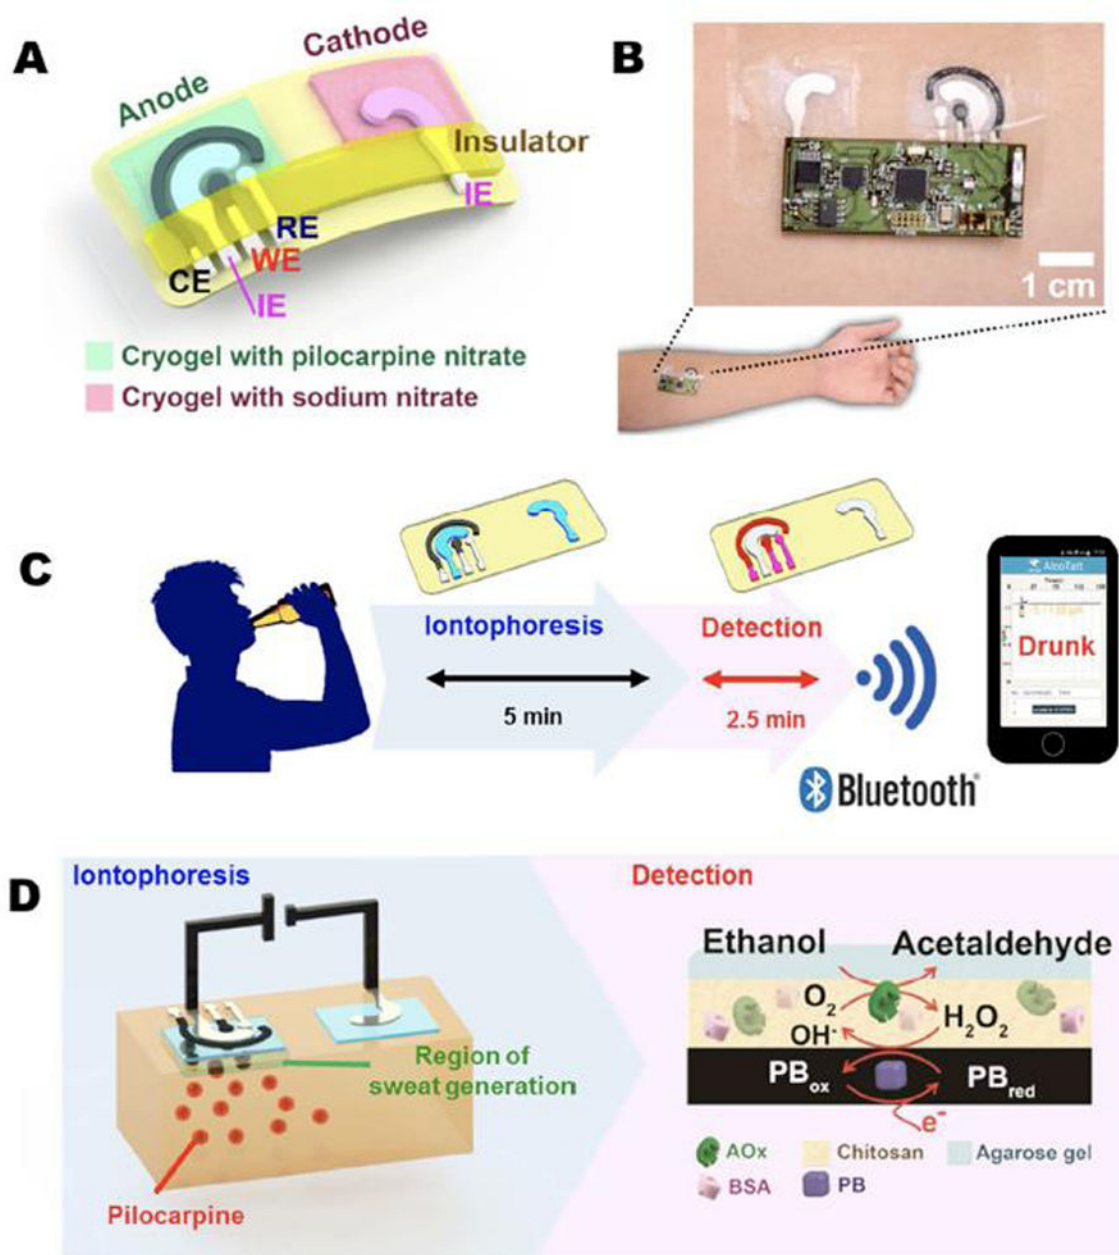 A
Anode
Cathode
Insulator
IE
RE
WE
CE
IE
Cryogel with pilocarpine nitrate
Cryogel with sodium nitrate
B
1 cm
C
Iontophoresis
5 min
Detection
2.5 min
Bluetooth®
AlcoTatt
Drunk
D
Iontophoresis
Region of
sweat generation
Pilocarpine
Detection
Ethanol
Acetaldehyde
O2
H2O2
OH-
PBox
PBred
e-
AOx
Chitosan
Agarose gel
BSA
PB